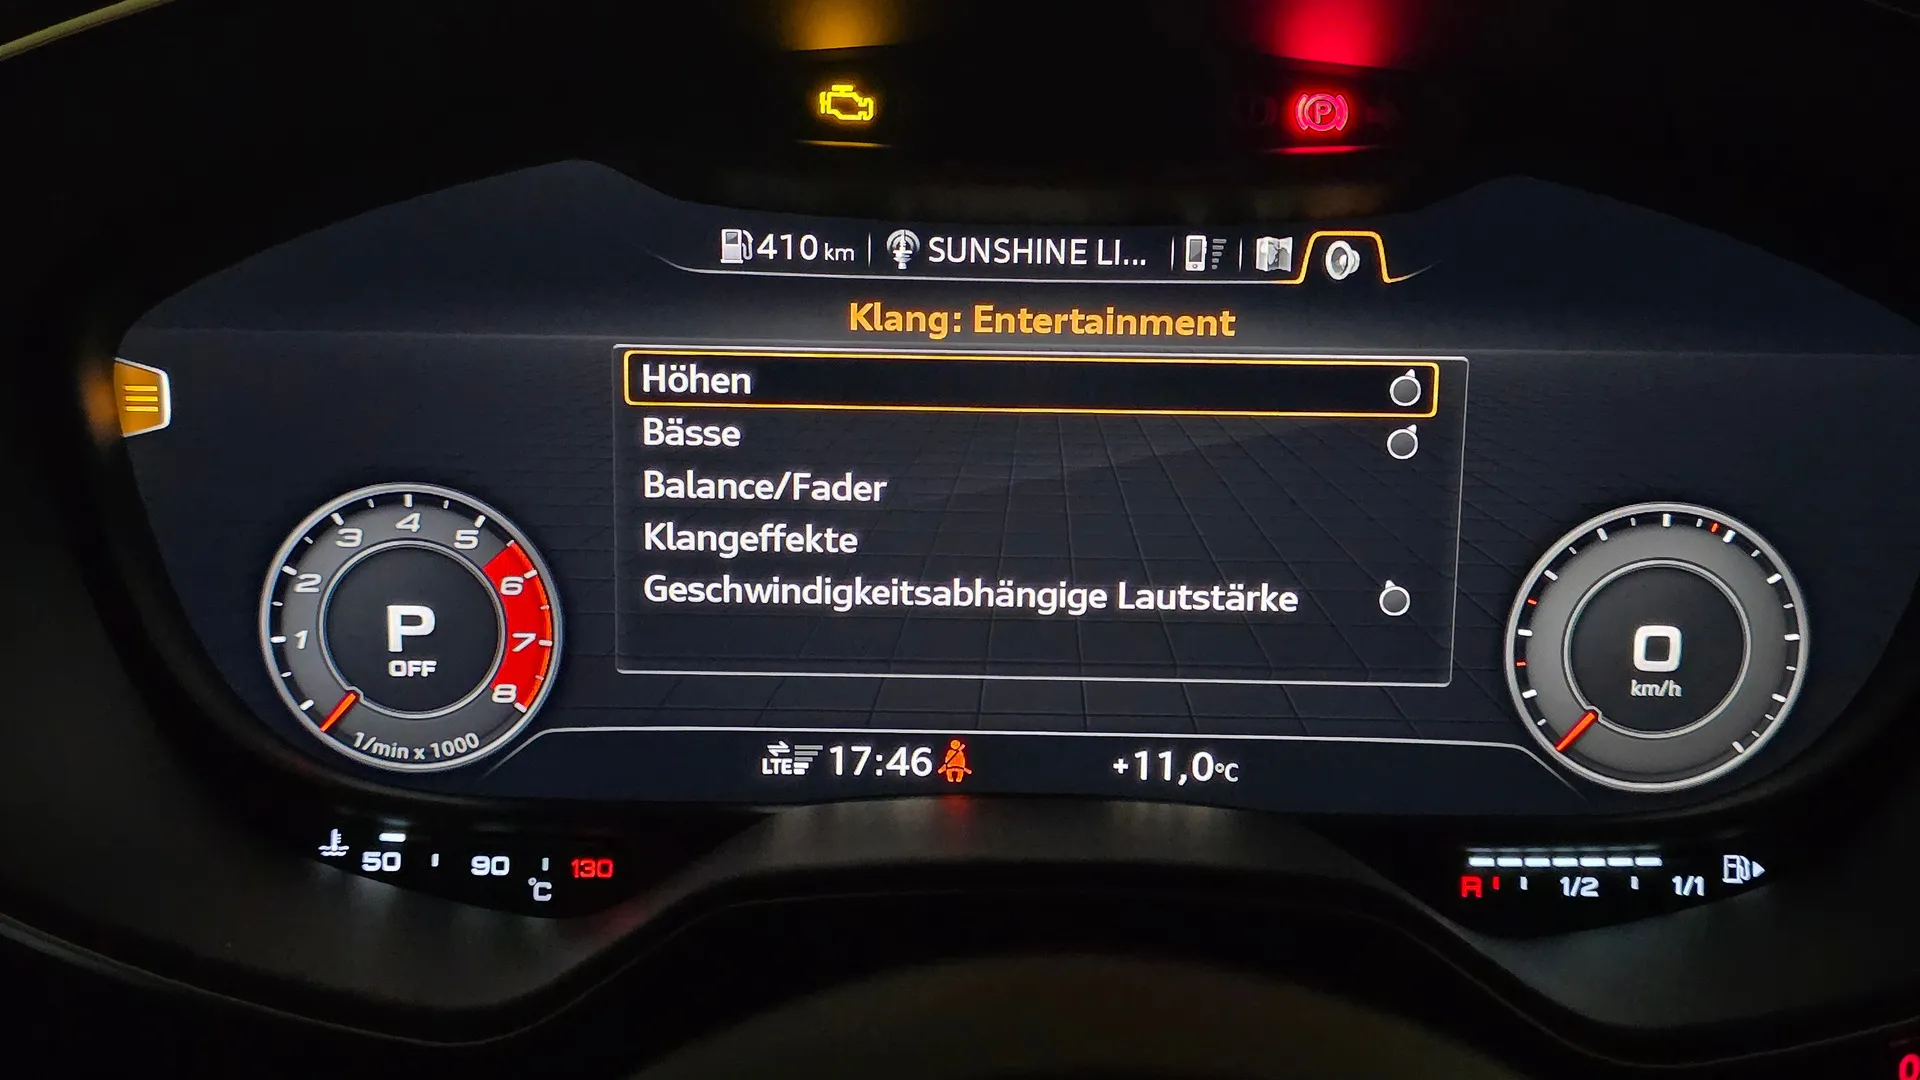 P
410 km SUNSHINE LI...
Klang: Entertainment
Höhen
Bässe
Balance/Fader
Klangeffekte
Geschwindigkeitsabhängige Lautstärke
1 2 3 4 5 6 7 8
P
OFF
1/min x 1000
0
km/h
LTE 17:46 +11,0°C
50 90 130
°C
R 1/2 1/1
0